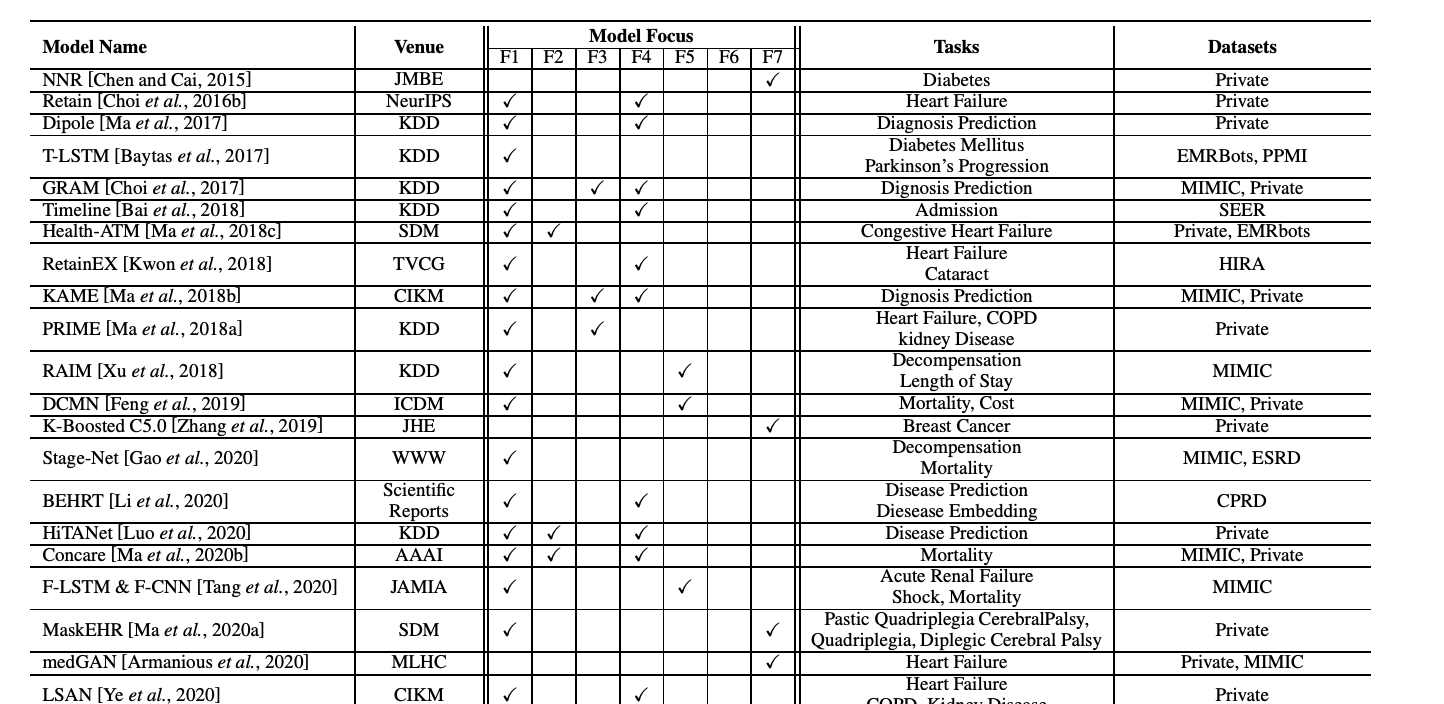 Model Name Venue Model Focus Tasks Datasets
F1 F2 F3 F4 F5 F6 F7
NNR [Chen and Cai, 2015] JMBE ✓ Diabetes Private
Retain [Choi et al., 2016b] NeurIPS ✓ ✓ Heart Failure Private
Dipole [Ma et al., 2017] KDD ✓ ✓ Diagnosis Prediction Private
T-LSTM [Baytas et al., 2017] KDD ✓ Diabetes Mellitus EMRBots, PPMI
Parkinson's Progression
GRAM [Choi et al., 2017] KDD ✓ ✓ ✓ Dignosis Prediction MIMIC, Private
Timeline [Bai et al., 2018] KDD ✓ ✓ Admission SEER
Health-ATM [Ma et al., 2018c] SDM ✓ ✓ Congestive Heart Failure Private, EMRbots
RetainEX [Kwon et al., 2018] TVCG ✓ ✓ Heart Failure HIRA
Cataract
KAME [Ma et al., 2018b] CIKM ✓ ✓ ✓ Dignosis Prediction MIMIC, Private
PRIME [Ma et al., 2018a] KDD ✓ ✓ Heart Failure, COPD Private
kidney Disease
RAIM [Xu et al., 2018] KDD ✓ ✓ Decompensation MIMIC
Length of Stay
DCMN [Feng et al., 2019] ICDM ✓ ✓ Mortality, Cost MIMIC, Private
K-Boosted C5.0 [Zhang et al., 2019] JHE ✓ Breast Cancer Private
Stage-Net [Gao et al., 2020] WWW ✓ Decompensation MIMIC, ESRD
Mortality
BEHRT [Li et al., 2020] Scientific ✓ ✓ Disease Prediction CPRD
Reports Diesease Embedding
HiTANet [Luo et al., 2020] KDD ✓ ✓ ✓ Disease Prediction Private
Concare [Ma et al., 2020b] AAAI ✓ ✓ ✓ Mortality MIMIC, Private
F-LSTM & F-CNN [Tang et al., 2020] JAMIA ✓ ✓ Acute Renal Failure MIMIC
Shock, Mortality
MaskEHR [Ma et al., 2020a] SDM ✓ ✓ Pastic Quadriplegia CerebralPalsy, Private
Quadriplegia, Diplegic Cerebral Palsy
medGAN [Armanious et al., 2020] MLHC ✓ Heart Failure Private, MIMIC
LSAN [Ye et al., 2020] CIKM ✓ ✓ Heart Failure Private
COPD, Kidney Disease